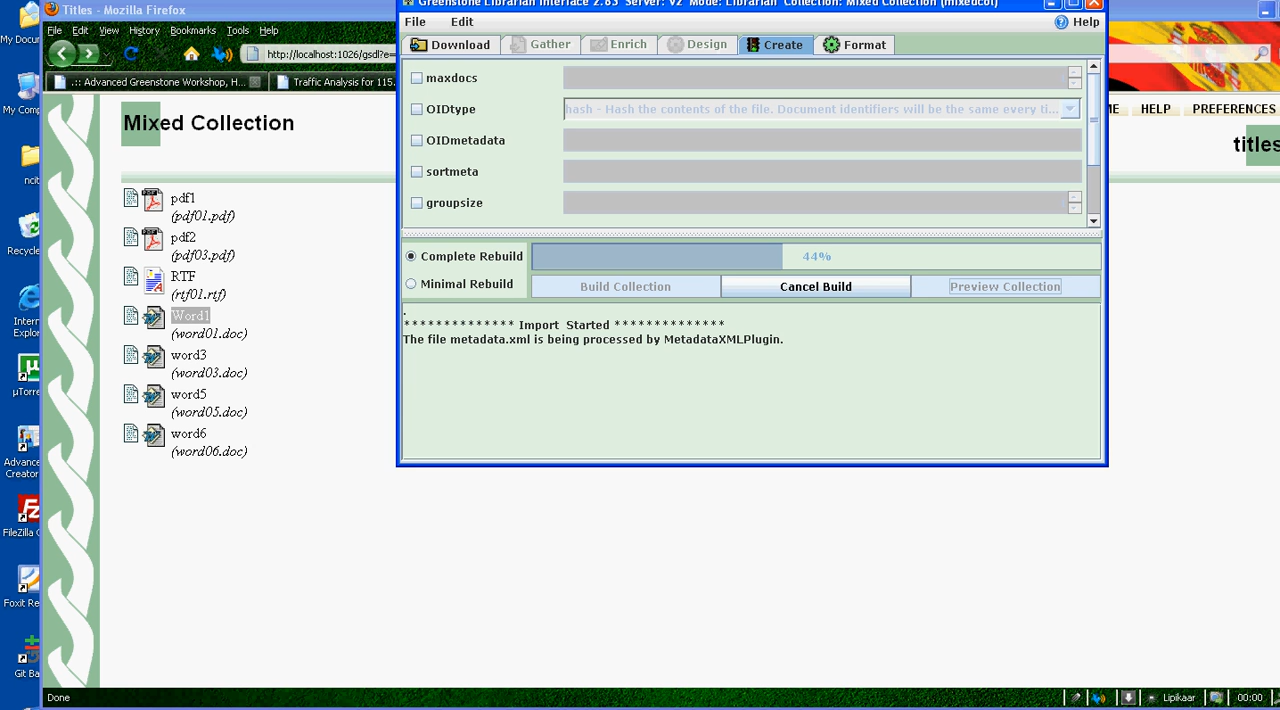 Titles - Mozilla Firefox
File Edit View History Bookmarks Tools Help
http://localhost:1026/gsdl?e=
.:: Advanced Greenstone Workshop, H...
Traffic Analysis for 115.
Mixed Collection
pdf1
(pdf01.pdf)
pdf2
(pdf03.pdf)
RTF
(rtf01.rtf)
Word1
(word01.doc)
word3
(word03.doc)
word5
(word05.doc)
word6
(word06.doc)
Done
My Docum
My Comp
ncit
Recycle
Intern
Explor
µTorre
Advance
Creator
FileZilla C
Foxit Re
Git Ba
Greenstone Librarian Interface 2.83 Server: V2 Mode: Librarian Collection: Mixed Collection (mixedcol)
File Edit
Help
Download Gather Enrich Design Create Format
maxdocs
OIDtype
hash - Hash the contents of the file. Document identifiers will be the same every ti...
OIDmetadata
sortmeta
groupsize
Complete Rebuild
44%
Minimal Rebuild
Build Collection
Cancel Build
Preview Collection
.
************** Import Started **************
The file metadata.xml is being processed by MetadataXMLPlugin.
ME HELP PREFERENCES
titles
Lipikaar
00:00